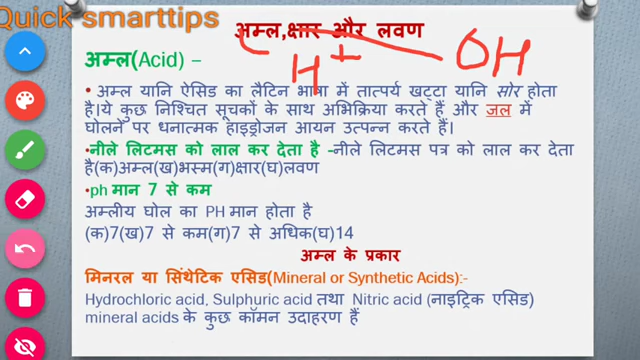 Quick smarttips
अम्ल,क्षार और लवण
H+ OH
अम्ल(Acid) –
• अम्ल यानि ऐसिड का लैटिन भाषा में तात्पर्य खट्टा यानि सोर होता
है।ये कुछ निश्चित सूचकों के साथ अभिक्रिया करते हैं और जल में
घोलने पर धनात्मक हाइड्रोजन आयन उत्पन्न करते हैं।
•नीले लिटमस को लाल कर देता है –नीले लिटमस पत्र को लाल कर देता
है(क)अम्ल(ख)भस्म(ग)क्षार(घ)लवण
•ph मान 7 से कम
अम्लीय घोल का PH मान होता है
(क)7(ख)7 से कम(ग)7 से अधिक(घ)14
अम्ल के प्रकार
मिनरल या सिंथेटिक एसिड(Mineral or Synthetic Acids):-
Hydrochloric acid, Sulphuric acid तथा Nitric acid (नाइट्रिक एसिड)
mineral acids के कुछ कॉमन उदाहरण हैं